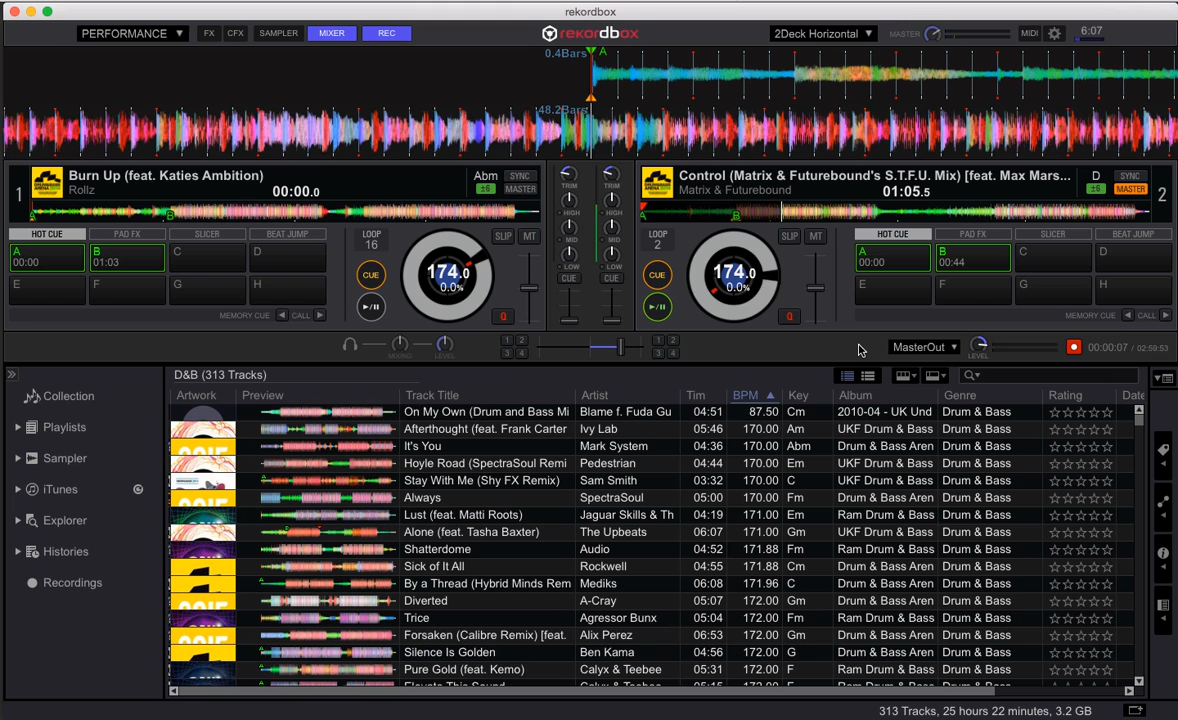 rekordbox
PERFORMANCE FX CFX SAMPLER MIXER REC rekordbox 2Deck Horizontal MASTER MIDI 6:07
0.4Bars A
48.2Bars
1 Burn Up (feat. Katies Ambition) Abm SYNC
Rollz 00:00.0 ±6 MASTER
Control (Matrix & Futurebound's S.T.F.U. Mix) [feat. Max Mars... D SYNC 2
Matrix & Futurebound 01:05.5 ±6 MASTER
A B
A B
TRIM TRIM
HIGH
MID
LOW
CUE CUE
HOT CUE PAD FX SLICER BEAT JUMP
A 00:00 B 01:03 C D
E F G H
MEMORY CUE CALL
LOOP
16
SLIP MT
CUE
174.0
0.0%
Q
LOOP
2
SLIP MT
CUE
174.0
0.0%
Q
HOT CUE PAD FX SLICER BEAT JUMP
A 00:00 B 00:44 C D
E F G H
MEMORY CUE CALL
MIXING LEVEL 1 2 3 4 1 2 3 4 MasterOut LEVEL 00:00:07 / 02:59:53
Collection
Playlists
Sampler
iTunes
Explorer
Histories
Recordings
D&B (313 Tracks)
Artwork Preview Track Title Artist Tim BPM Key Album Genre Rating Date
On My Own (Drum and Bass Mi Blame f. Fuda Gu 04:51 87.50 Cm 2010-04 - UK Und Drum & Bass
Afterthought (feat. Frank Carter Ivy Lab 05:46 170.00 Am UKF Drum & Bass Drum & Bass
It's You Mark System 04:36 170.00 Abm UKF Drum & Bass Drum & Bass
Hoyle Road (SpectraSoul Remi Pedestrian 04:44 170.00 Em UKF Drum & Bass Drum & Bass
Stay With Me (Shy FX Remix) Sam Smith 03:32 170.00 C UKF Drum & Bass Drum & Bass
Always SpectraSoul 05:00 170.00 Fm Drum & Bass Aren Drum & Bass
Lust (feat. Matti Roots) Jaguar Skills & Th 04:19 171.00 Em Ram Drum & Bass Drum & Bass
Alone (feat. Tasha Baxter) The Upbeats 06:07 171.00 Gm UKF Drum & Bass Drum & Bass
Shatterdome Audio 04:52 171.88 Fm Ram Drum & Bass Drum & Bass
Sick of It All Rockwell 04:55 171.88 Cm Drum & Bass Aren Drum & Bass
By a Thread (Hybrid Minds Rem Mediks 06:08 171.96 C Drum & Bass Aren Drum & Bass
Diverted A-Cray 05:07 172.00 Gm Drum & Bass Aren Drum & Bass
Trice Agressor Bunx 05:04 172.00 Fm Ram Drum & Bass Drum & Bass
Forsaken (Calibre Remix) [feat. Alix Perez 06:53 172.00 Gm Drum & Bass Aren Drum & Bass
Silence Is Golden Ben Kama 04:56 172.00 G Drum & Bass Aren Drum & Bass
Pure Gold (feat. Kemo) Calyx & Teebee 05:31 172.00 F Ram Drum & Bass Drum & Bass
313 Tracks, 25 hours 22 minutes, 3.2 GB